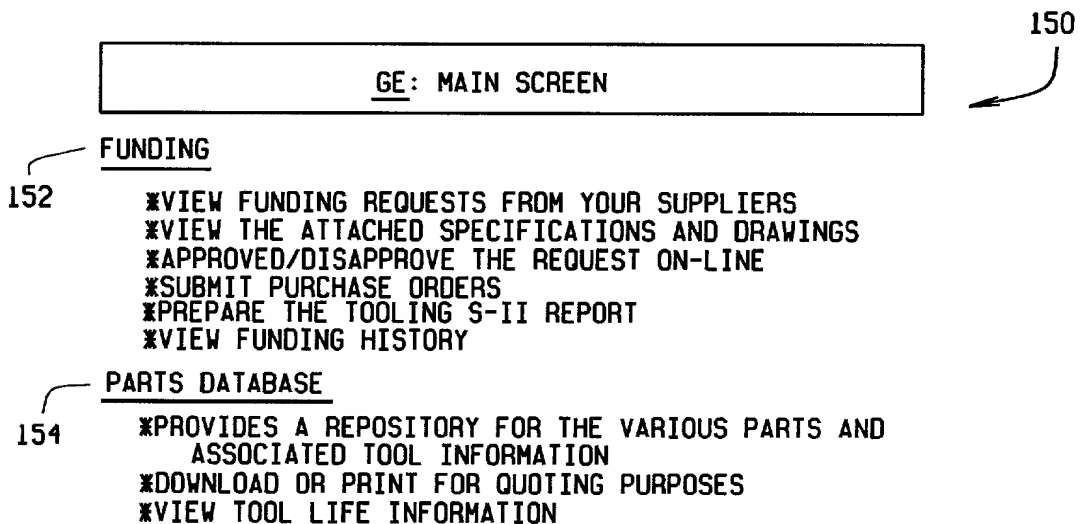 150
GE: MAIN SCREEN
FUNDING
152
*VIEW FUNDING REQUESTS FROM YOUR SUPPLIERS
*VIEW THE ATTACHED SPECIFICATIONS AND DRAWINGS
*APPROVED/DISAPPROVE THE REQUEST ON-LINE
*SUBMIT PURCHASE ORDERS
*PREPARE THE TOOLING S-II REPORT
*VIEW FUNDING HISTORY
PARTS DATABASE
154
*PROVIDES A REPOSITORY FOR THE VARIOUS PARTS AND
ASSOCIATED TOOL INFORMATION
*DOWNLOAD OR PRINT FOR QUOTING PURPOSES
*VIEW TOOL LIFE INFORMATION